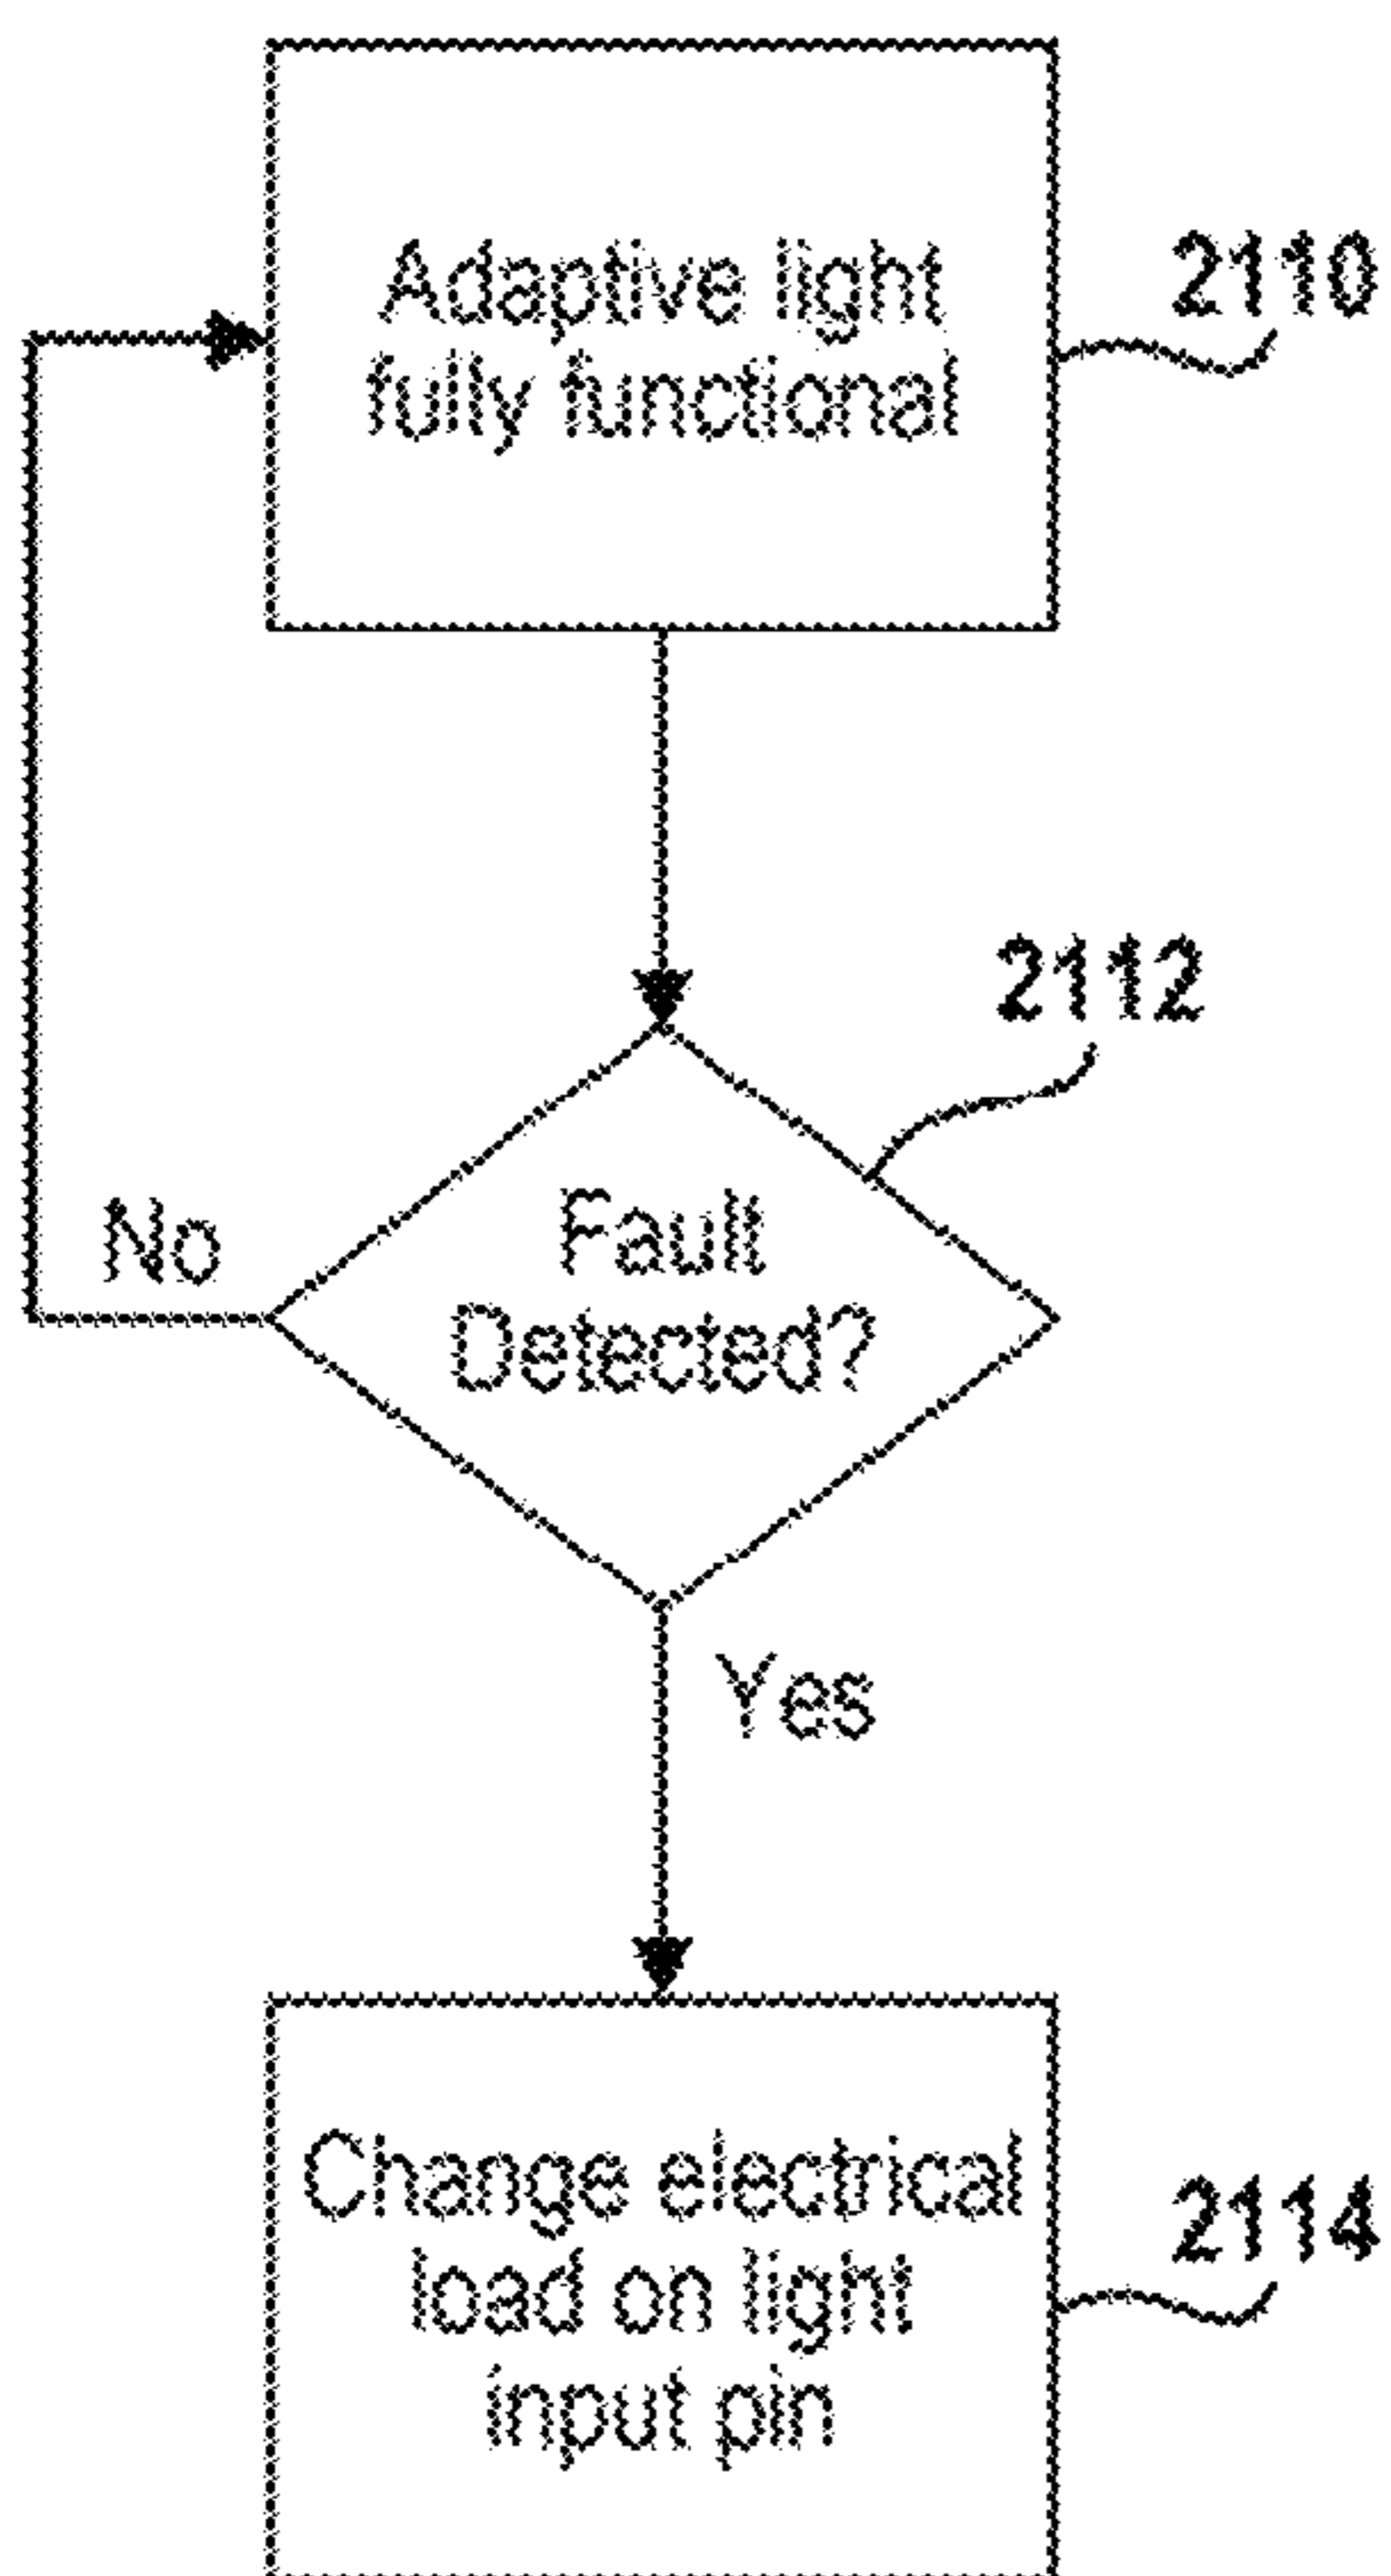 Adaptive light
fully functional
2110
2112
Fault
Detected?
No
Yes
Change electrical
load on light
input pin
2114